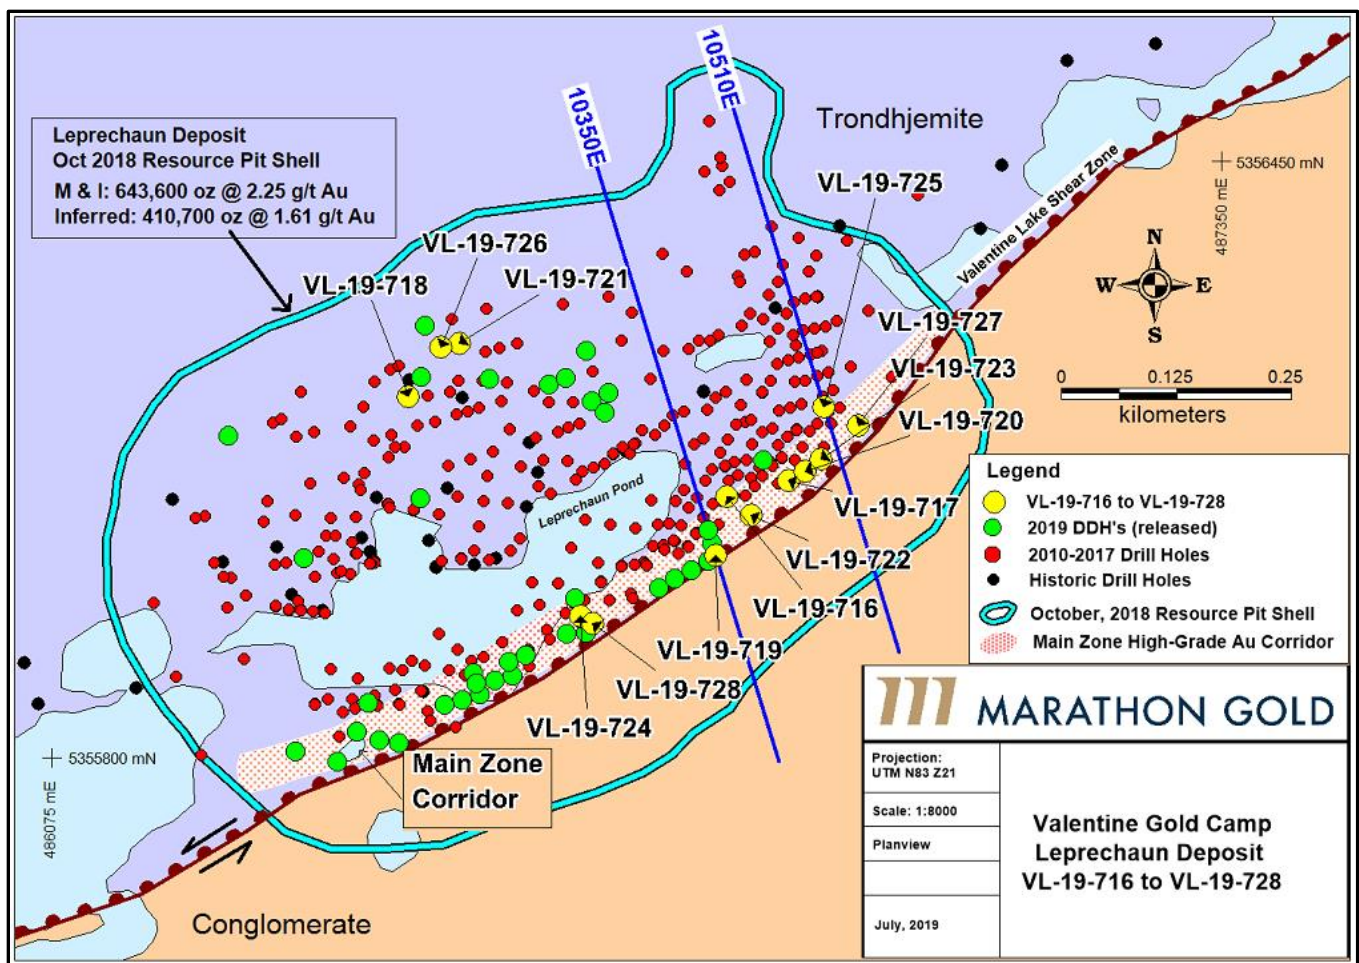 10350E
10510E
Trondhjemite
Leprechaun Deposit
Oct 2018 Resource Pit Shell
M & I: 643,600 oz @ 2.25 g/t Au
Inferred: 410,700 oz @ 1.61 g/t Au
VL-19-726
VL-19-718
VL-19-721
VL-19-725
Valentine Lake Shear Zone
5356450 mN
487350 mE
N
W
E
S
VL-19-727
VL-19-723
VL-19-720
VL-19-717
VL-19-722
VL-19-716
VL-19-719
VL-19-728
VL-19-724
0
0.125
0.25
kilometers
Leprechaun Pond
Legend
VL-19-716 to VL-19-728
2019 DDH's (released)
2010-2017 Drill Holes
Historic Drill Holes
October, 2018 Resource Pit Shell
Main Zone High-Grade Au Corridor
Main Zone
Corridor
5355800 mN
486075 mE
Conglomerate
MARATHON GOLD
Projection:
UTM N83 Z21
Scale: 1:8000
Planview
July, 2019
Valentine Gold Camp
Leprechaun Deposit
VL-19-716 to VL-19-728